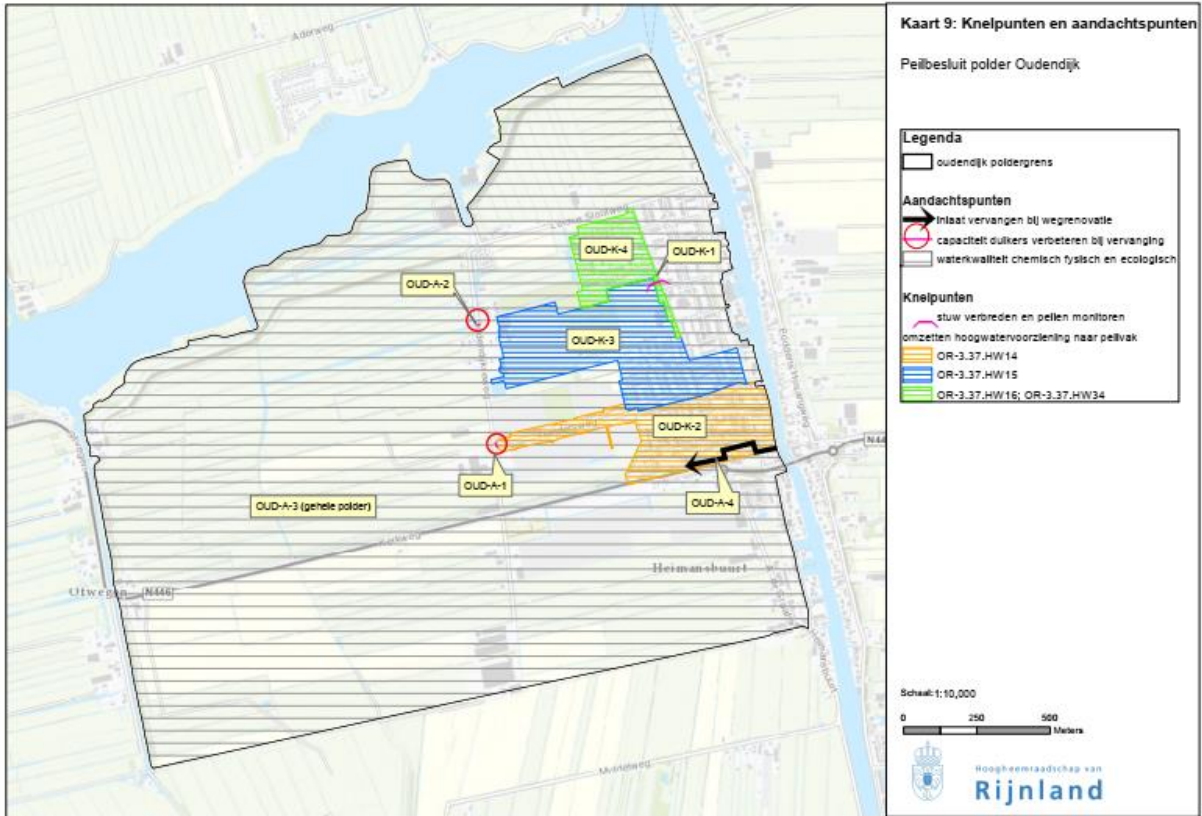 Kaart 9: Knelpunten en aandachtspunten
Peilbesluit polder Oudendijk
Legenda
oudendijk poldergrens
Aandachtspunten
inlaat vervangen bij wegrenovatie
capaciteit duikers verbeteren bij vervanging
waterkwaliteit chemisch fysisch en ecologisch
Knelpunten
stuw verbreden en peilen monitoren
omzetten hoogwatervoorziening naar peilvak
OR-3.37.HW14
OR-3.37.HW15
OR-3.37.HW16; OR-3.37.HW34
Schaal:1:10,000
0 250 500
Meters
Hoogheemraadschap van
Rijnland
Aderweg
OUD-K-4
OUD-K-1
OUD-A-2
OUD-K-3
OUD-K-2
OUD-A-1
OUD-A-4
OUD-A-3 (gehele polder)
Kerkweg
Heimansbuurt
N446